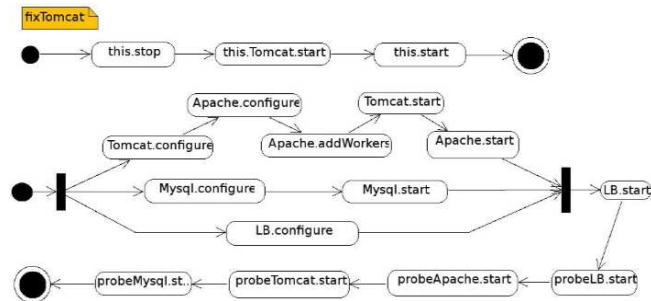 fixTomcat
this.stop
this.Tomcat.start
this.start
Apache.configure
Tomcat.start
Tomcat.configure
Apache.addWorkers
Apache.start
Mysql.configure
Mysql.start
LB.start
LB.configure
probeMysql.st...
probeTomcat.start
probeApache.start
probeLB.start